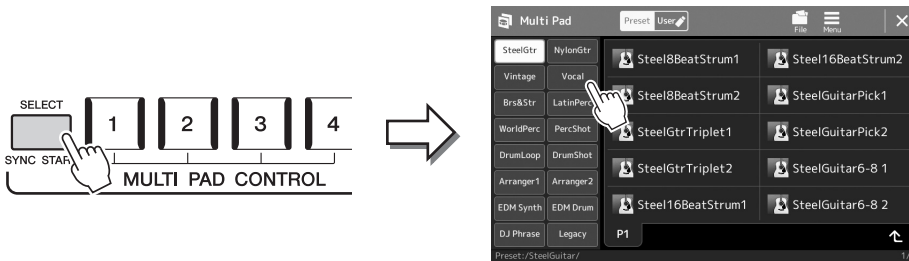 SELECT
1 2 3 4
SYNC STAR
MULTI PAD CONTROL
Multi Pad
Preset User
File Menu
SteelGtr NylonGtr
Vintage Vocal
Brs&Str LatinPerc
WorldPerc PercShot
DrumLoop DrumShot
Arranger1 Arranger2
EDM Synth EDM Drum
DJ Phrase Legacy
Steel8BeatStrum1 Steel16BeatStrum2
Steel8BeatStrum2 SteelGuitarPick1
SteelGtrTriplet1 SteelGuitarPick2
SteelGtrTriplet2 SteelGuitar6-8 1
Steel16BeatStrum1 SteelGuitar6-8 2
P1
Preset:/SteelGuitar/
1/